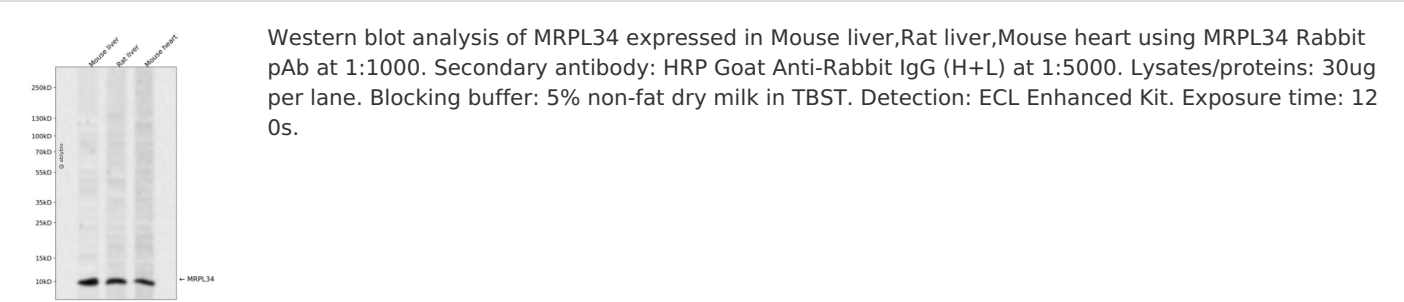 Mouse liver
Rat liver
Mouse heart
250kD
130kD
100kD
70kD
55kD
35kD
25kD
15kD
10kD
← MRPL34
Western blot analysis of MRPL34 expressed in Mouse liver,Rat liver,Mouse heart using MRPL34 Rabbit
pAb at 1:1000. Secondary antibody: HRP Goat Anti-Rabbit IgG (H+L) at 1:5000. Lysates/proteins: 30ug
per lane. Blocking buffer: 5% non-fat dry milk in TBST. Detection: ECL Enhanced Kit. Exposure time: 12
0s.